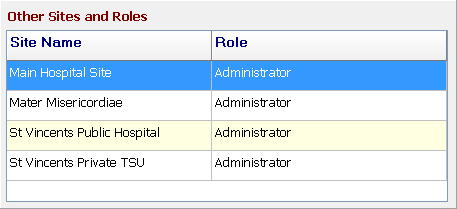 Other Sites and Roles
Site Name Role
Main Hospital Site Administrator
Mater Misericordiae Administrator
St Vincents Public Hospital Administrator
St Vincents Private TSU Administrator